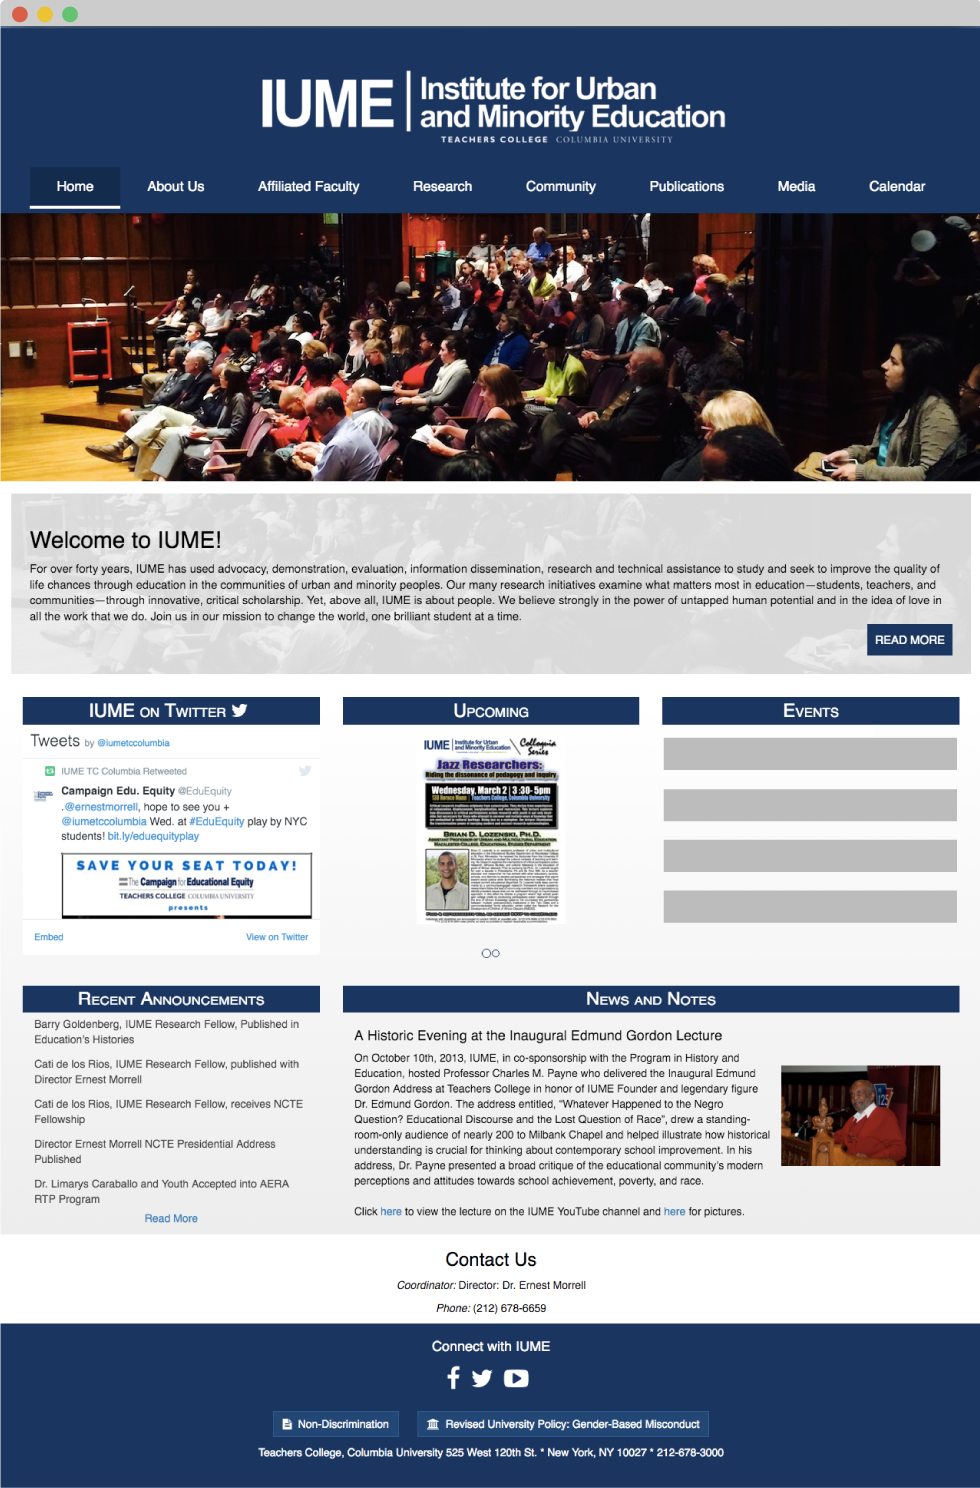 IUME
Institute for Urban
and Minority Education
TEACHERS COLLEGE COLUMBIA UNIVERSITY
Home About Us Affiliated Faculty Research Community Publications Media Calendar
Welcome to IUME!
For over forty years, IUME has used advocacy, demonstration, evaluation, information dissemination, research and technical assistance to study and seek to improve the quality of
life chances through education in the communities of urban and minority peoples. Our many research initiatives examine what matters most in education—students, teachers, and
communities—through innovative, critical scholarship. Yet, above all, IUME is about people. We believe strongly in the power of untapped human potential and in the idea of love in
all the work that we do. Join us in our mission to change the world, one brilliant student at a time.
READ MORE
IUME ON TWITTER
Tweets by @iumetccolumbia
IUME TC Columbia Retweeted
Campaign Edu. Equity @EduEquity
.@ernestmorrell, hope to see you +
@iumetccolumbia Wed. at #EduEquity play by NYC
students! bit.ly/eduequityplay
SAVE YOUR SEAT TODAY!
The Campaign for Educational Equity
TEACHERS COLLEGE COLUMBIA UNIVERSITY
presents
Embed View on Twitter
UPCOMING
IUME Institute for Urban and Minority Education Colloquia Series
Jazz Researchers:
Riding the dissonance of pedagogy and inquiry
Wednesday, March 2 | 3:30-5pm
Teachers College, Columbia University
BRIAN D. LOZENSKI, PH.D.
ASSISTANT PROFESSOR OF URBAN AND MULTICULTURAL EDUCATION
MACALESTER COLLEGE, EDUCATIONAL STUDIES DEPARTMENT
EVENTS
RECENT ANNOUNCEMENTS
Barry Goldenberg, IUME Research Fellow, Published in
Education's Histories
Cati de los Rios, IUME Research Fellow, published with
Director Ernest Morrell
Cati de los Rios, IUME Research Fellow, receives NCTE
Fellowship
Director Ernest Morrell NCTE Presidential Address
Published
Dr. Limarys Caraballo and Youth Accepted into AERA
RTP Program
Read More
NEWS AND NOTES
A Historic Evening at the Inaugural Edmund Gordon Lecture
On October 10th, 2013, IUME, in co-sponsorship with the Program in History and
Education, hosted Professor Charles M. Payne who delivered the Inaugural Edmund
Gordon Address at Teachers College in honor of IUME Founder and legendary figure
Dr. Edmund Gordon. The address entitled, "Whatever Happened to the Negro
Question? Educational Discourse and the Lost Question of Race", drew a standing-
room-only audience of nearly 200 to Milbank Chapel and helped illustrate how historical
understanding is crucial for thinking about contemporary school improvement. In his
address, Dr. Payne presented a broad critique of the educational community's modern
perceptions and attitudes towards school achievement, poverty, and race.
Click here to view the lecture on the IUME YouTube channel and here for pictures.
Contact Us
Coordinator: Director: Dr. Ernest Morrell
Phone: (212) 678-6659
Connect with IUME
Non-Discrimination Revised University Policy: Gender-Based Misconduct
Teachers College, Columbia University 525 West 120th St. * New York, NY 10027 * 212-678-3000